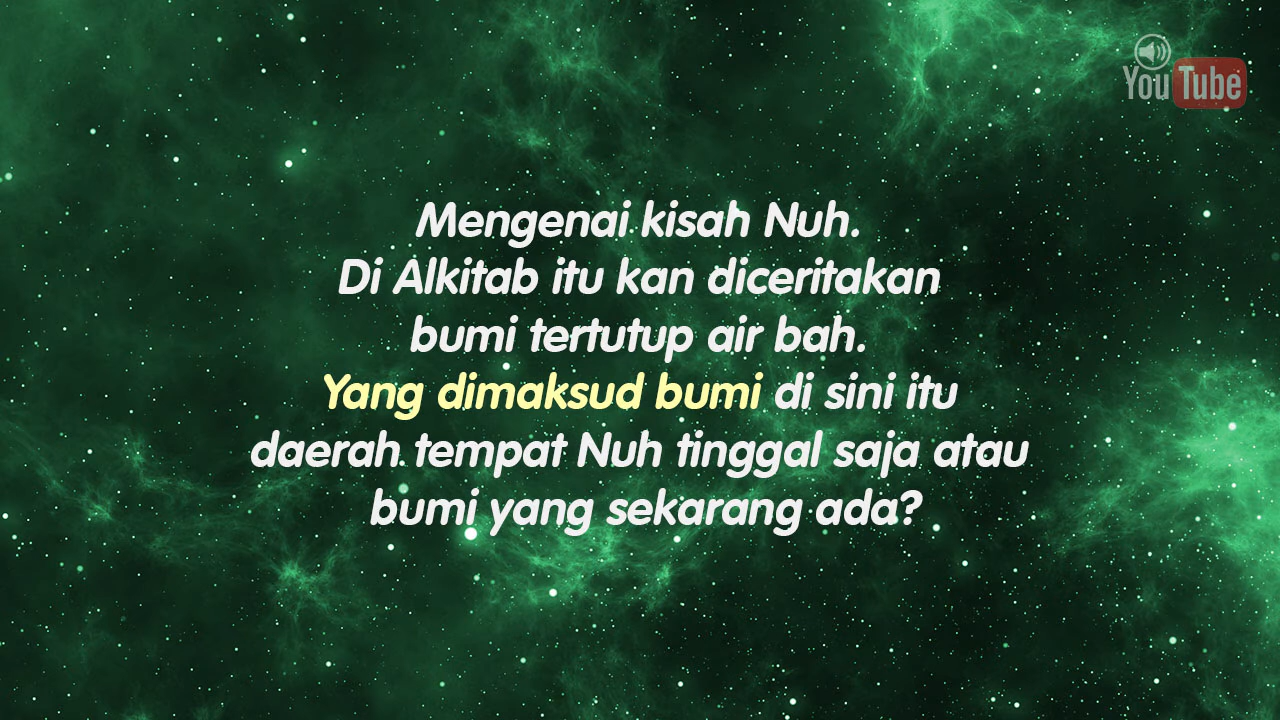 YouTube
Mengenai kisah Nuh.
Di Alkitab itu kan diceritakan
bumi tertutup air bah.
Yang dimaksud bumi di sini itu
daerah tempat Nuh tinggal saja atau
bumi yang sekarang ada?